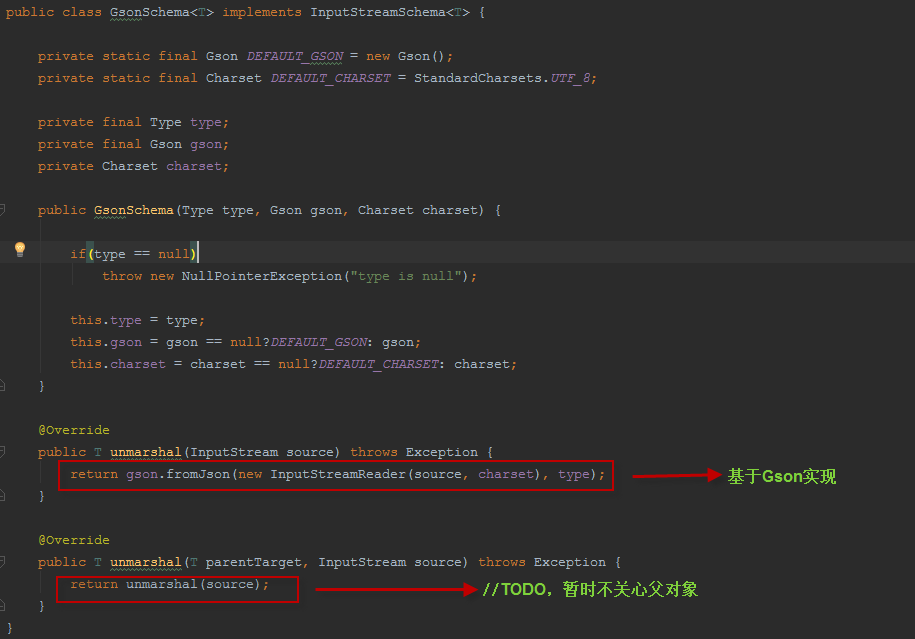 public class GsonSchema<T> implements InputStreamSchema<T> {
private static final Gson DEFAULT_GSON = new Gson();
private static final Charset DEFAULT_CHARSET = StandardCharsets.UTF_8;
private final Type type;
private final Gson gson;
private Charset charset;
public GsonSchema(Type type, Gson gson, Charset charset) {
if(type == null)
throw new NullPointerException("type is null");
this.type = type;
this.gson = gson == null?DEFAULT_GSON: gson;
this.charset = charset == null?DEFAULT_CHARSET: charset;
}
@Override
public T unmarshal(InputStream source) throws Exception {
return gson.fromJson(new InputStreamReader(source, charset), type);
基于Gson实现
}
@Override
public T unmarshal(T parentTarget, InputStream source) throws Exception {
return unmarshal(source);
//TODO，暂时不关心父对象
}
}